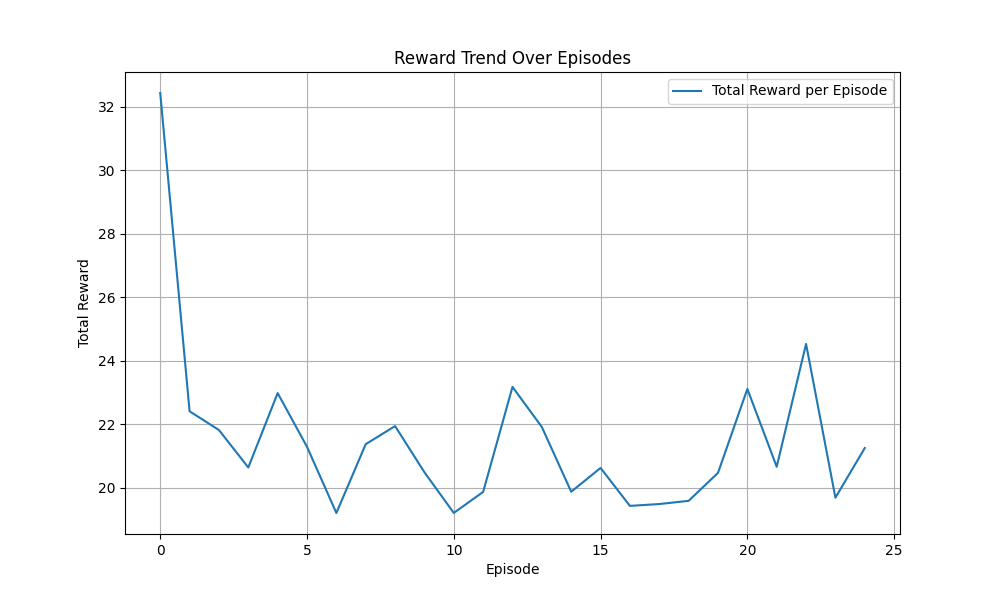 Reward Trend Over Episodes
Total Reward per Episode
Total Reward
32
30
28
26
24
22
20
0 5 10 15 20 25
Episode